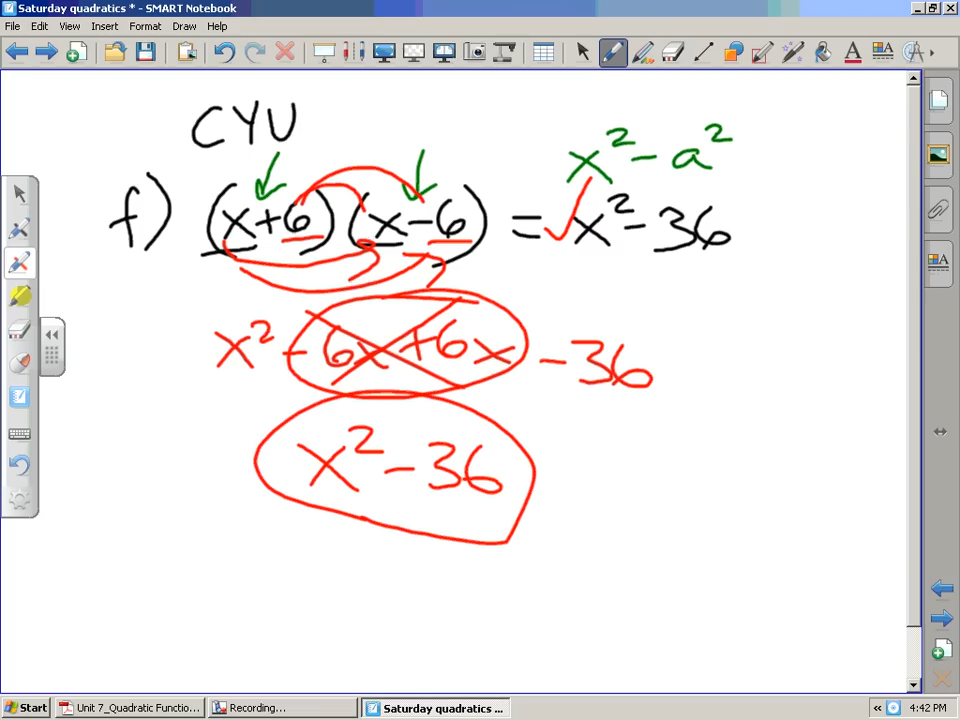 Saturday quadratics * - SMART Notebook
File Edit View Insert Format Draw Help
CYU
x² - a²
f) (x+6)(x-6) = x² - 36
x² - 6x + 6x - 36
x² - 36
Start Unit 7_Quadratic Functio... Recording... Saturday quadratics ... 4:42 PM